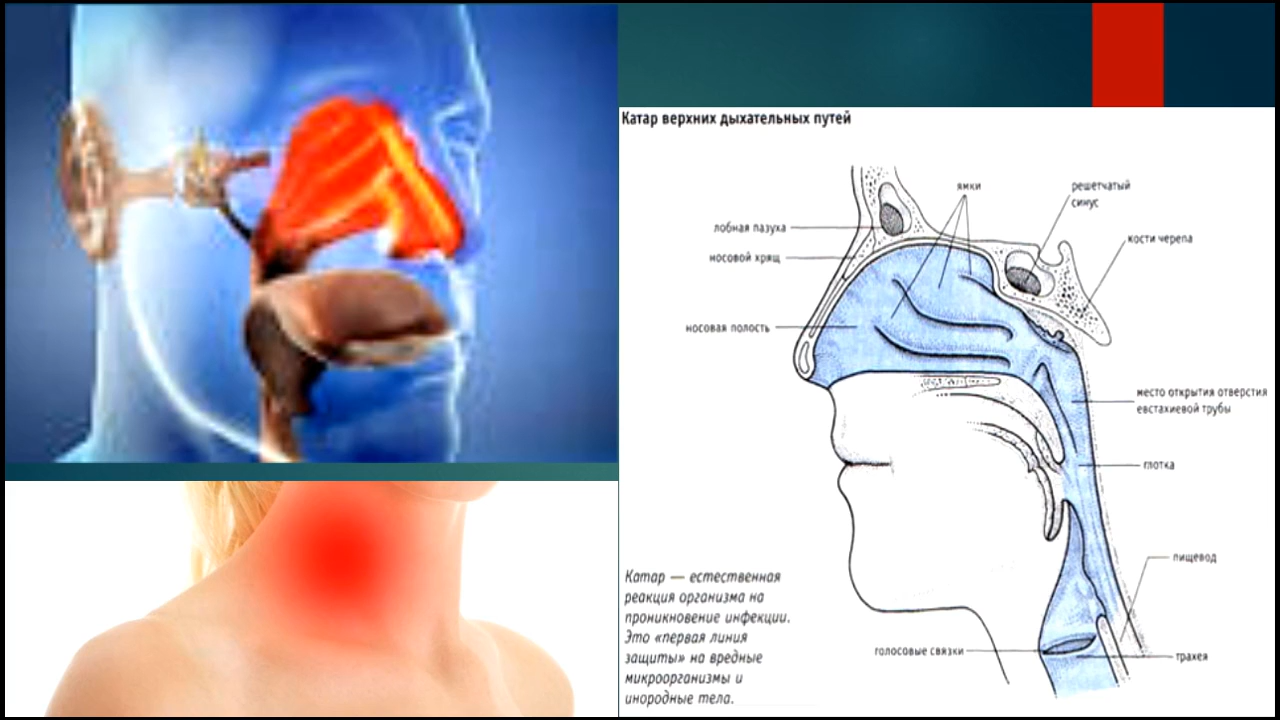 Катар верхних дыхательных путей
ямки
решетчатый
синус
лобная пазуха
кости черепа
носовой хрящ
носовая полость
место открытия отверстия
евстахиевой трубы
глотка
пищевод
голосовые связки
трахея
Катар — естественная
реакция организма на
проникновение инфекции.
Это «первая линия
защиты» на вредные
микроорганизмы и
инородные тела.